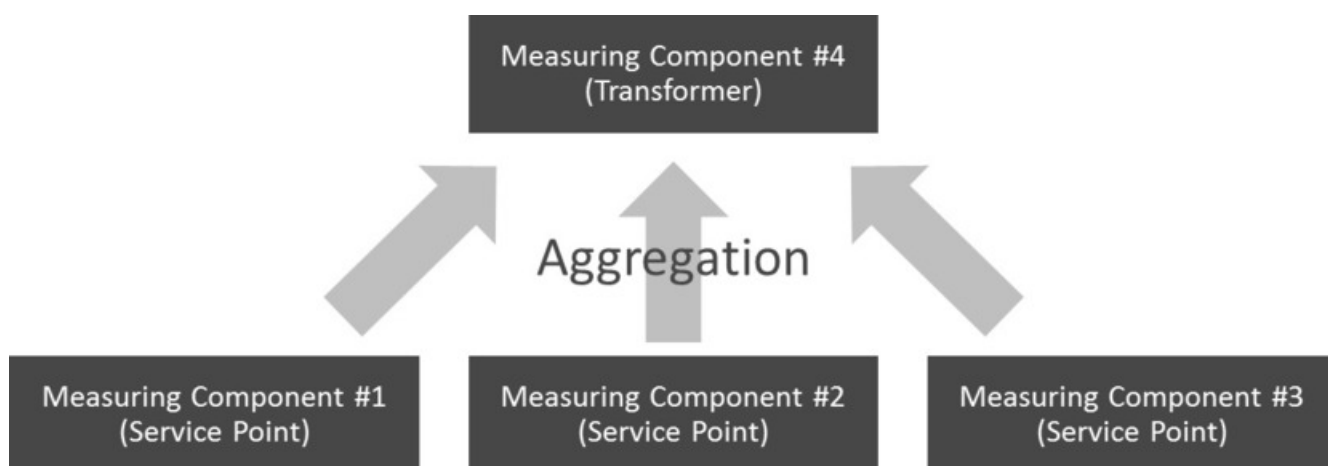 Measuring Component #4
(Transformer)
Aggregation
Measuring Component #1
(Service Point)
Measuring Component #2
(Service Point)
Measuring Component #3
(Service Point)